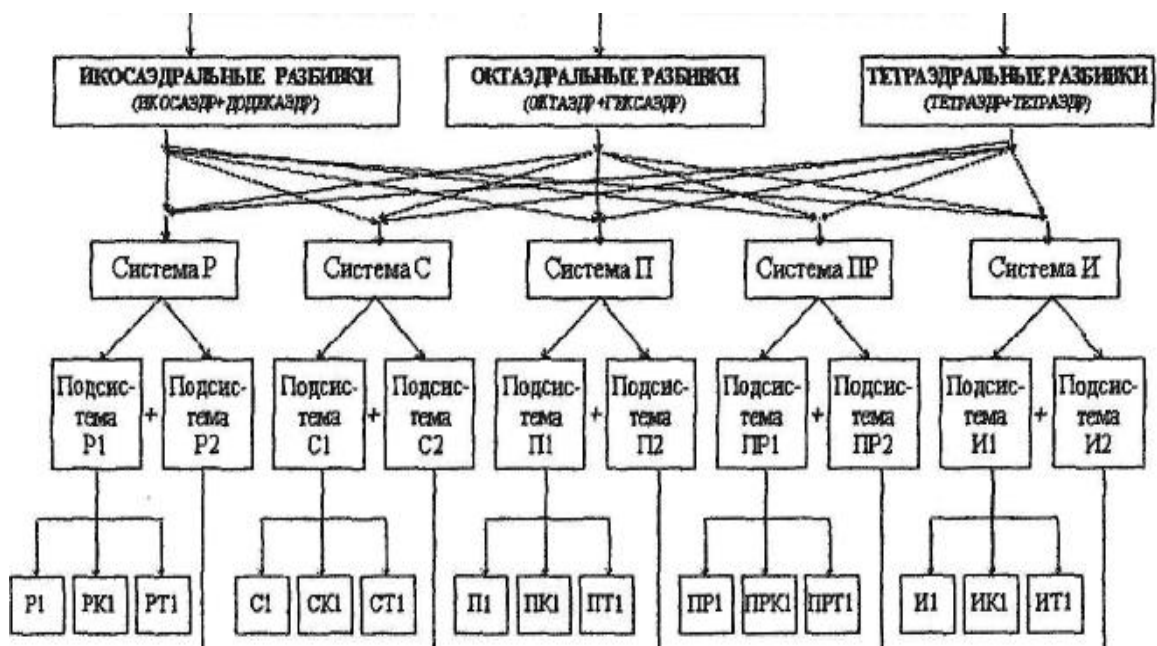 ИКОСАЭДРАЛЬНЫЕ РАЗБИВКИ
(ИКОСАЭДР+ДОДЕКАЭДР)
ОКТАЭДРАЛЬНЫЕ РАЗБИВКИ
(ОКТАЭДР+ГЕКСАЭДР)
ТЕТРАЭДРАЛЬНЫЕ РАЗБИВКИ
(ТЕТРАЭДР+ТЕТРАЭДР)
Система Р
Система С
Система П
Система ПР
Система И
Подсис-
тема
Р1
+
Подсис-
тема
Р2
Подсис-
тема
С1
+
Подсис-
тема
С2
Подсис-
тема
П1
+
Подсис-
тема
П2
Подсис-
тема
ПР1
+
Подсис-
тема
ПР2
Подсис-
тема
И1
+
Подсис-
тема
И2
Р1
РК1
РТ1
С1
СК1
СТ1
П1
ПК1
ПТ1
ПР1
ПРК1
ПРТ1
И1
ИК1
ИТ1